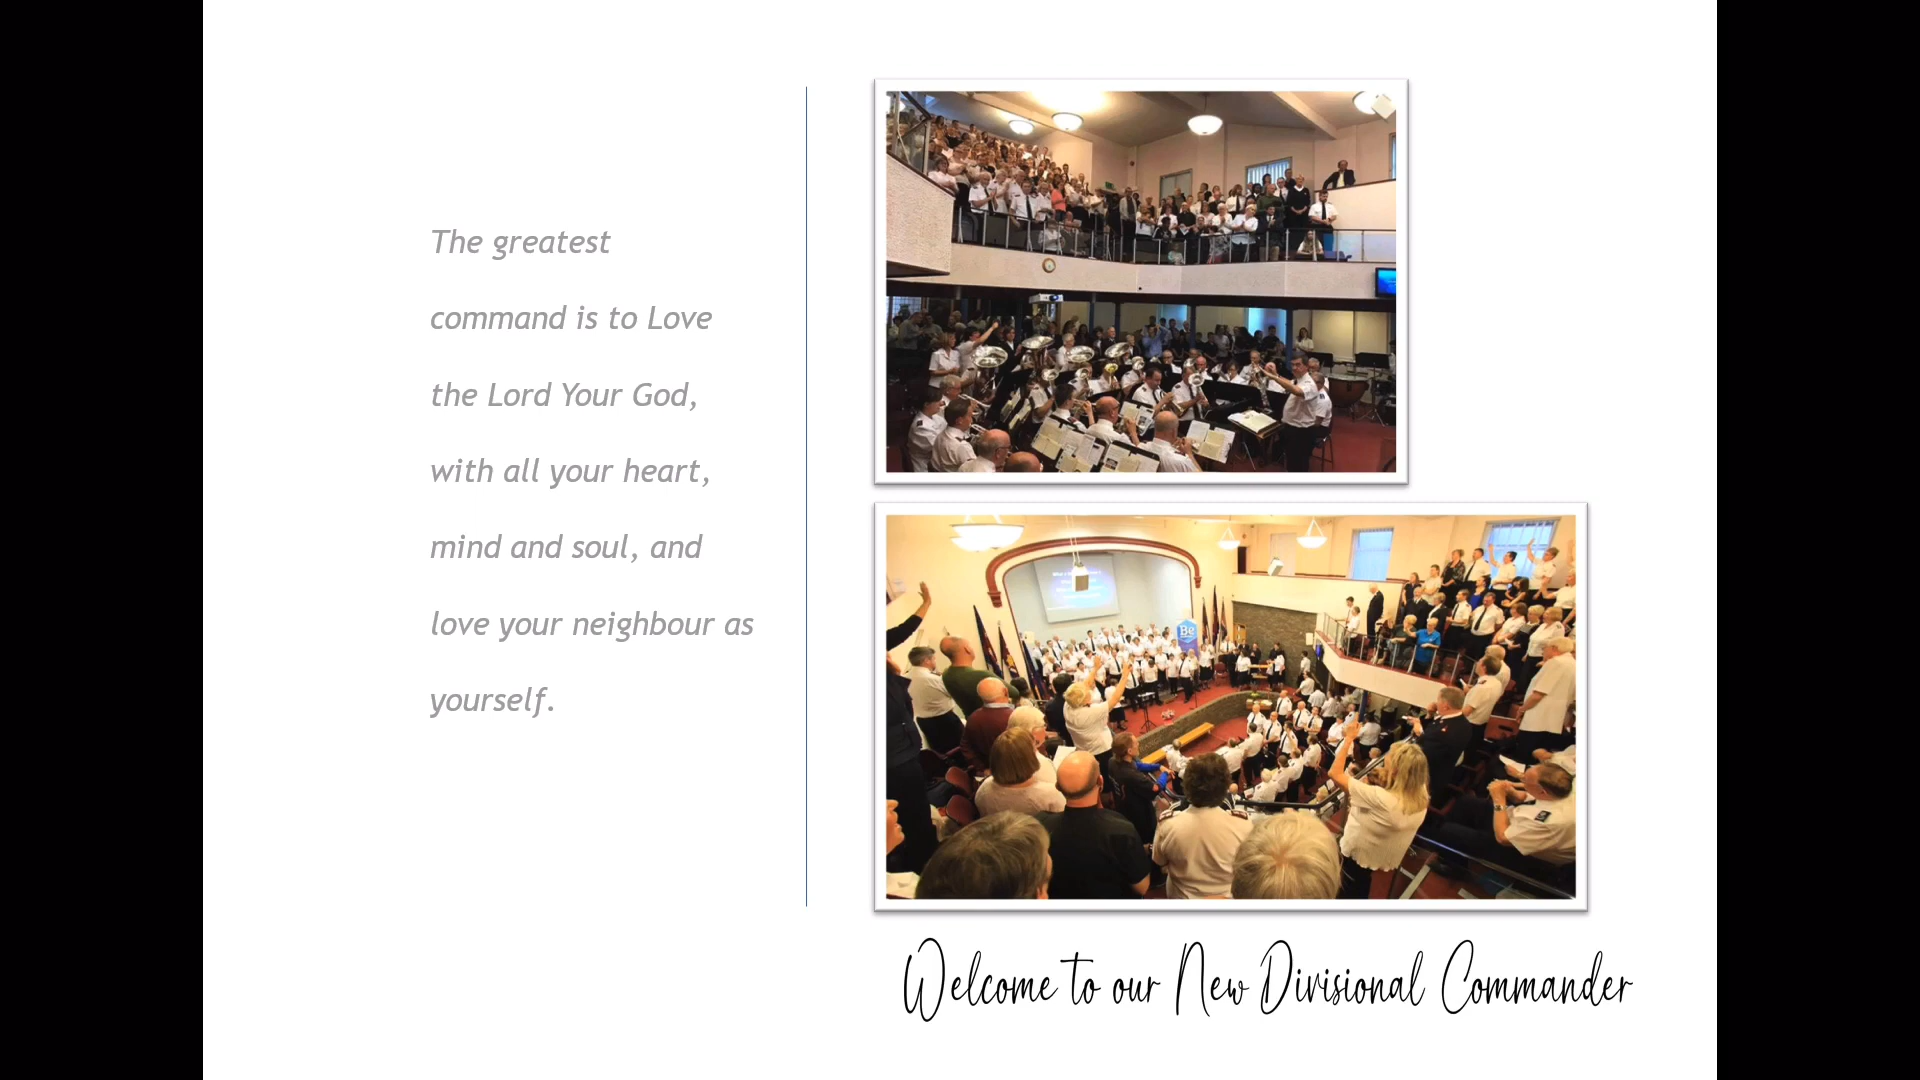 The greatest
command is to Love
the Lord Your God,
with all your heart,
mind and soul, and
love your neighbour as
yourself.
Be
Welcome to our New Divisional Commander